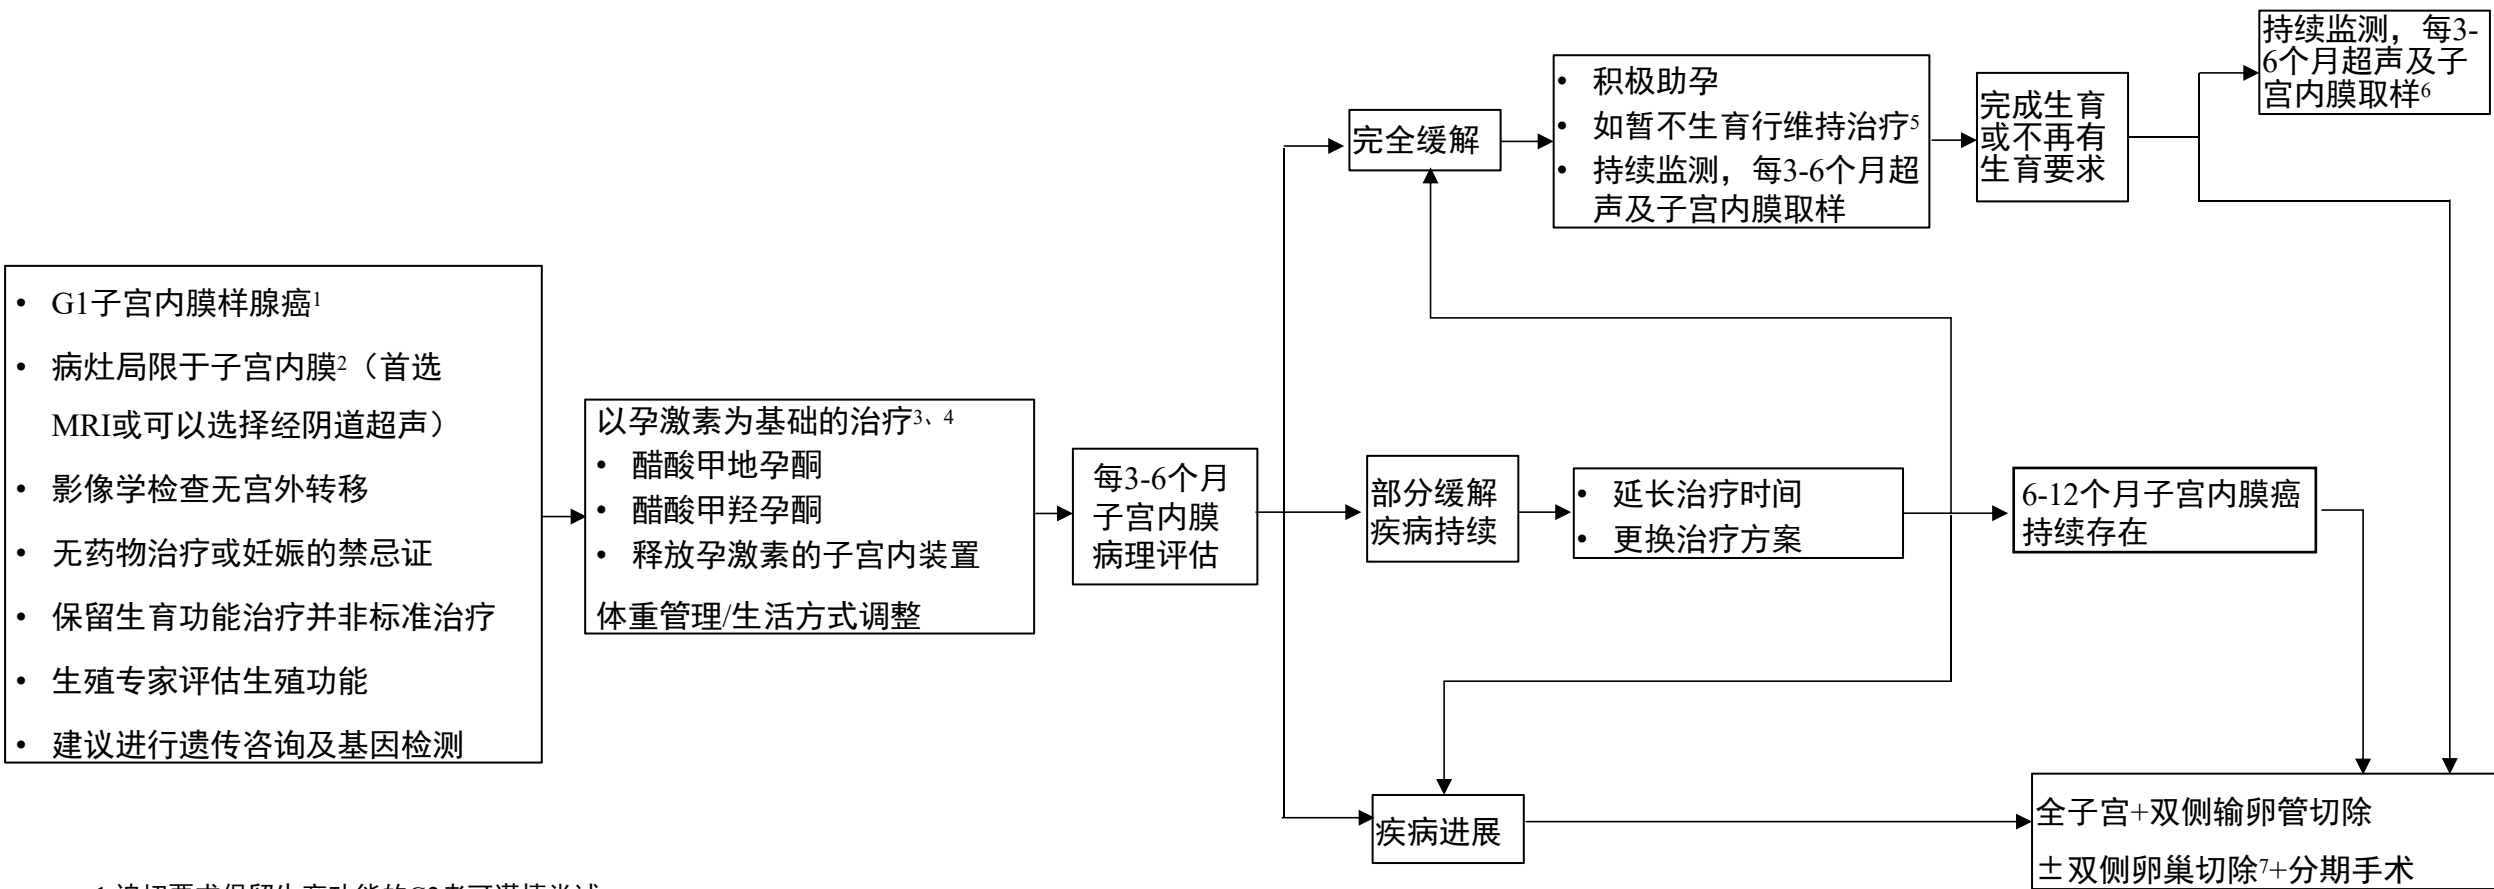 • G1子宫内膜样腺癌1
• 病灶局限于子宫内膜2（首选
MRI或可以选择经阴道超声）
• 影像学检查无宫外转移
• 无药物治疗或妊娠的禁忌证
• 保留生育功能治疗并非标准治疗
• 生殖专家评估生殖功能
• 建议进行遗传咨询及基因检测
以孕激素为基础的治疗3、4
• 醋酸甲地孕酮
• 醋酸甲羟孕酮
• 释放孕激素的子宫内装置
体重管理/生活方式调整
每3-6个月
子宫内膜
病理评估
完全缓解
• 积极助孕
• 如暂不生育行维持治疗5
• 持续监测，每3-6个月超
声及子宫内膜取样
完成生育
或不再有
生育要求
持续监测，每3-
6个月超声及子
宫内膜取样6
部分缓解
疾病持续
• 延长治疗时间
• 更换治疗方案
6-12个月子宫内膜癌
持续存在
疾病进展
全子宫+双侧输卵管切除
±双侧卵巢切除7+分期手术